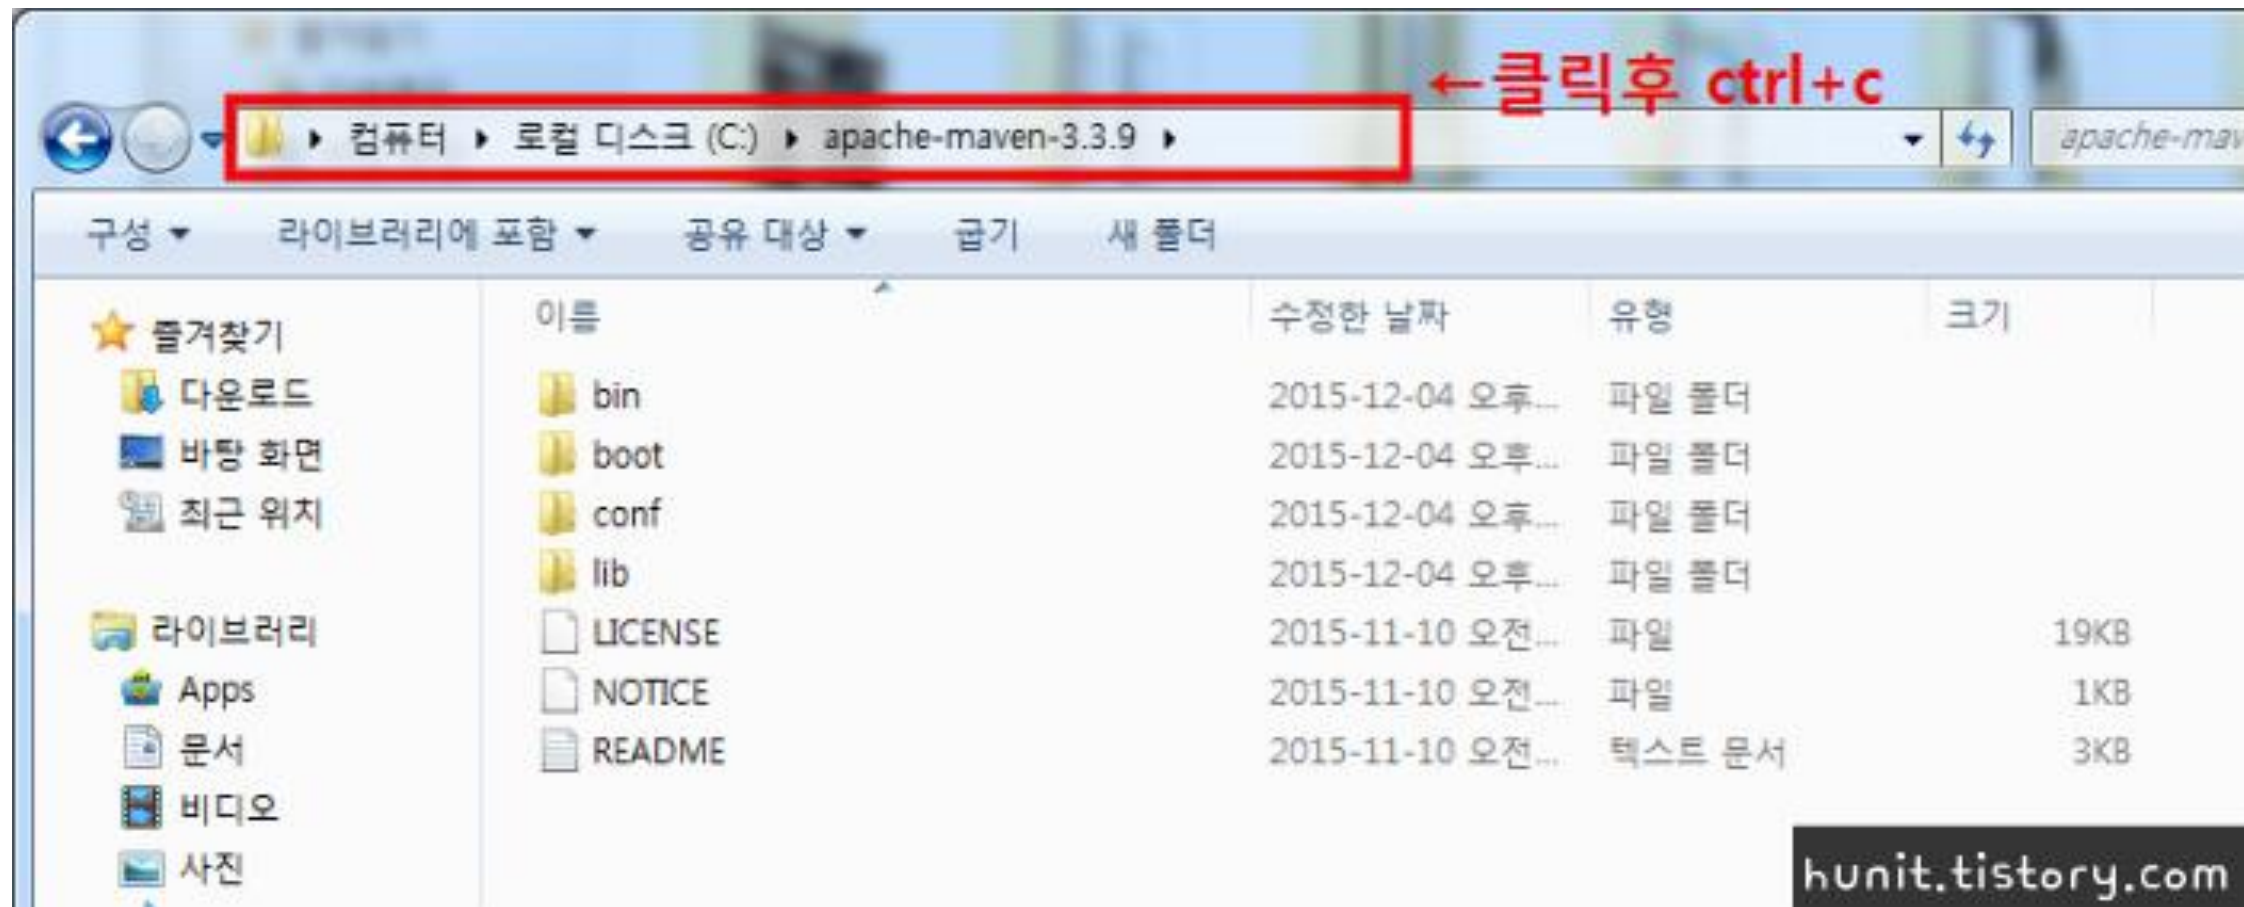 ←클릭후 ctrl+c
컴퓨터 로컬 디스크 (C:) apache-maven-3.3.9
구성 라이브러리에 포함 공유 대상 굽기 새 폴더
이름 수정한 날짜 유형 크기
즐겨찾기
다운로드
바탕 화면
최근 위치
라이브러리
Apps
문서
비디오
사진
bin 2015-12-04 오후... 파일 폴더
boot 2015-12-04 오후... 파일 폴더
conf 2015-12-04 오후... 파일 폴더
lib 2015-12-04 오후... 파일 폴더
LICENSE 2015-11-10 오전... 파일 19KB
NOTICE 2015-11-10 오전... 파일 1KB
README 2015-11-10 오전... 텍스트 문서 3KB
hunit.tistory.com